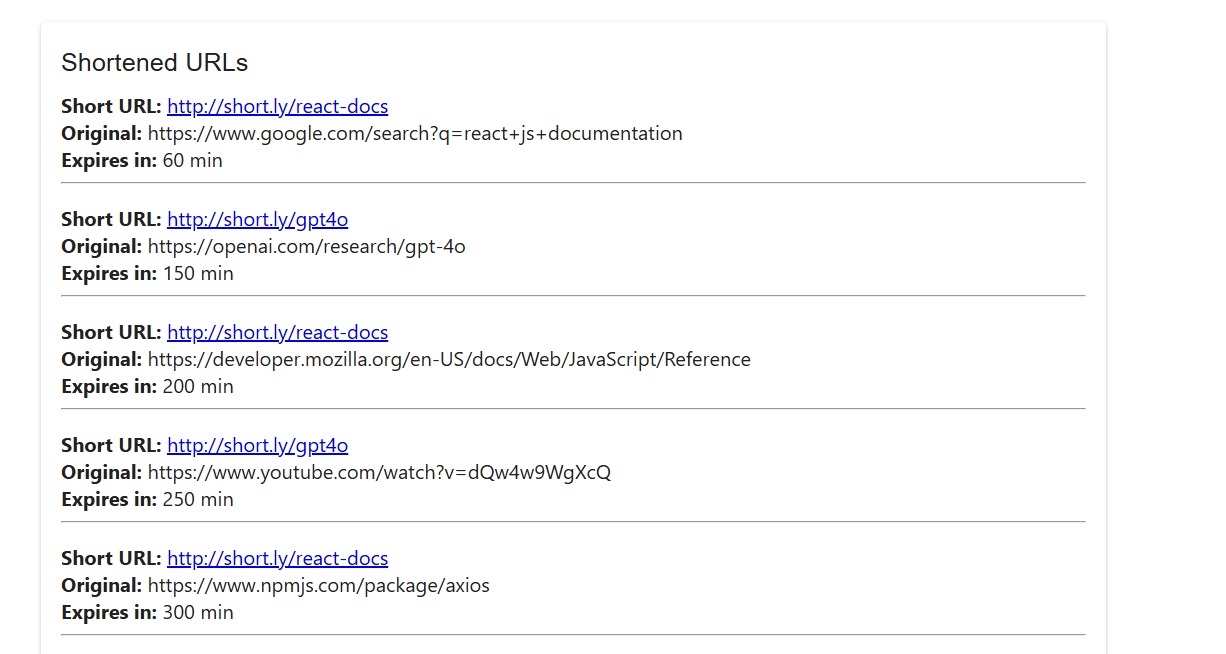 Shortened URLs
Short URL: http://short.ly/react-docs
Original: https://www.google.com/search?q=react+js+documentation
Expires in: 60 min
Short URL: http://short.ly/gpt4o
Original: https://openai.com/research/gpt-4o
Expires in: 150 min
Short URL: http://short.ly/react-docs
Original: https://developer.mozilla.org/en-US/docs/Web/JavaScript/Reference
Expires in: 200 min
Short URL: http://short.ly/gpt4o
Original: https://www.youtube.com/watch?v=dQw4w9WgXcQ
Expires in: 250 min
Short URL: http://short.ly/react-docs
Original: https://www.npmjs.com/package/axios
Expires in: 300 min